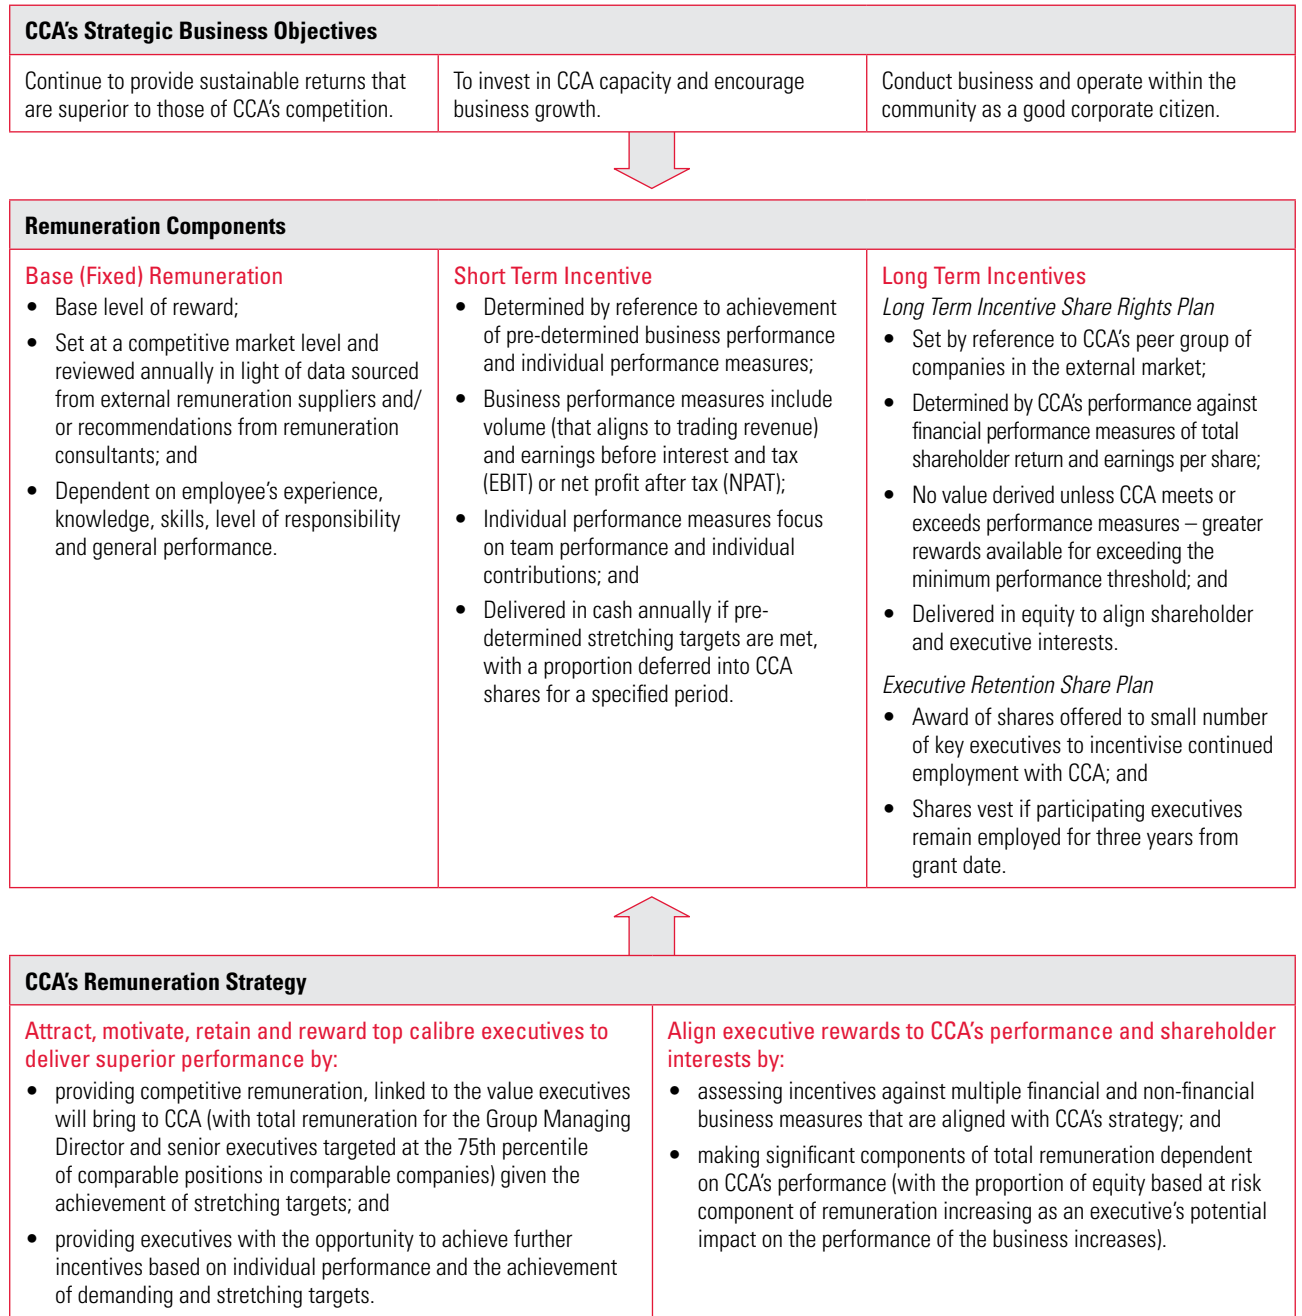 CCA's Strategic Business Objectives
Continue to provide sustainable returns that
are superior to those of CCA's competition.
To invest in CCA capacity and encourage
business growth.
Conduct business and operate within the
community as a good corporate citizen.
Remuneration Components
Base (Fixed) Remuneration
• Base level of reward;
• Set at a competitive market level and
reviewed annually in light of data sourced
from external remuneration suppliers and/
or recommendations from remuneration
consultants; and
• Dependent on employee's experience,
knowledge, skills, level of responsibility
and general performance.
Short Term Incentive
• Determined by reference to achievement
of pre-determined business performance
and individual performance measures;
• Business performance measures include
volume (that aligns to trading revenue)
and earnings before interest and tax
(EBIT) or net profit after tax (NPAT);
• Individual performance measures focus
on team performance and individual
contributions; and
• Delivered in cash annually if pre-
determined stretching targets are met,
with a proportion deferred into CCA
shares for a specified period.
Long Term Incentives
Long Term Incentive Share Rights Plan
• Set by reference to CCA's peer group of
companies in the external market;
• Determined by CCA's performance against
financial performance measures of total
shareholder return and earnings per share;
• No value derived unless CCA meets or
exceeds performance measures – greater
rewards available for exceeding the
minimum performance threshold; and
• Delivered in equity to align shareholder
and executive interests.
Executive Retention Share Plan
• Award of shares offered to small number
of key executives to incentivise continued
employment with CCA; and
• Shares vest if participating executives
remain employed for three years from
grant date.
CCA's Remuneration Strategy
Attract, motivate, retain and reward top calibre executives to
deliver superior performance by:
• providing competitive remuneration, linked to the value executives
will bring to CCA (with total remuneration for the Group Managing
Director and senior executives targeted at the 75th percentile
of comparable positions in comparable companies) given the
achievement of stretching targets; and
• providing executives with the opportunity to achieve further
incentives based on individual performance and the achievement
of demanding and stretching targets.
Align executive rewards to CCA's performance and shareholder
interests by:
• assessing incentives against multiple financial and non-financial
business measures that are aligned with CCA's strategy; and
• making significant components of total remuneration dependent
on CCA's performance (with the proportion of equity based at risk
component of remuneration increasing as an executive's potential
impact on the performance of the business increases).